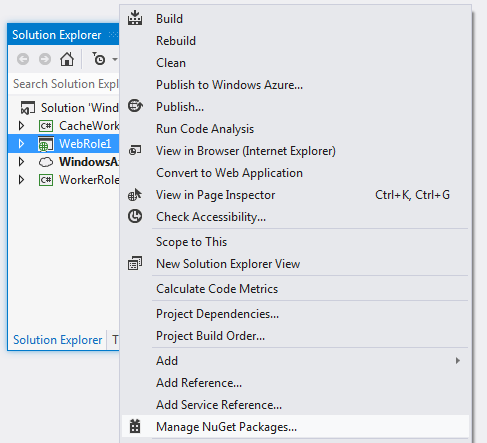 Solution Explorer
Search Solution Expl
Solution 'Wind
CacheWork
WebRole1
WindowsAz
WorkerRole
Solution Explorer T
Build
Rebuild
Clean
Publish to Windows Azure...
Publish...
Run Code Analysis
View in Browser (Internet Explorer)
Convert to Web Application
View in Page Inspector Ctrl+K, Ctrl+G
Check Accessibility...
Scope to This
New Solution Explorer View
Calculate Code Metrics
Project Dependencies...
Project Build Order...
Add
Add Reference...
Add Service Reference...
Manage NuGet Packages...